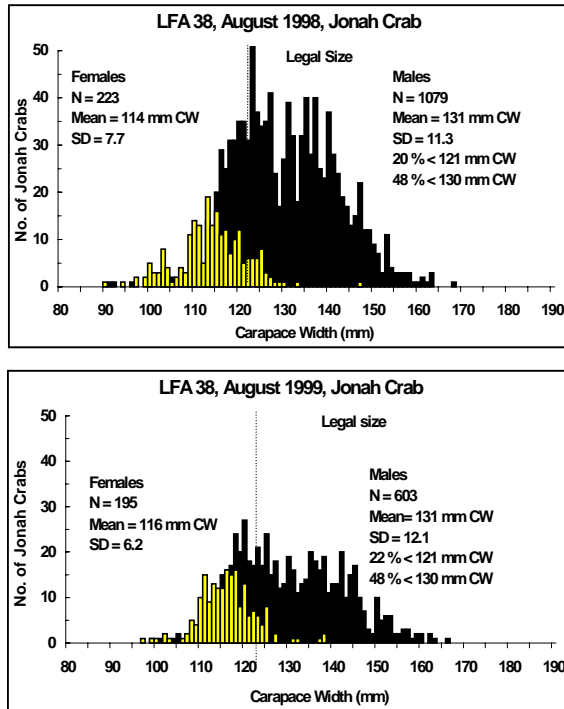 LFA 38, August 1998, Jonah Crab
Legal Size
Females
N = 223
Mean = 114 mm CW
SD = 7.7
Males
N = 1079
Mean = 131 mm CW
SD = 11.3
20 % < 121 mm CW
48 % < 130 mm CW
No. of Jonah Crabs
50
40
30
20
10
0
80 90 100 110 120 130 140 150 160 170 180 190
Carapace Width (mm)
LFA 38, August 1999, Jonah Crab
Legal size
Females
N = 195
Mean = 116 mm CW
SD = 6.2
Males
N = 603
Mean= 131 mm CW
SD = 12.1
22 % < 121 mm CW
48 % < 130 mm CW
No. of Jonah Crabs
50
40
30
20
10
0
80 90 100 110 120 130 140 150 160 170 180 190
Carapace Width (mm)